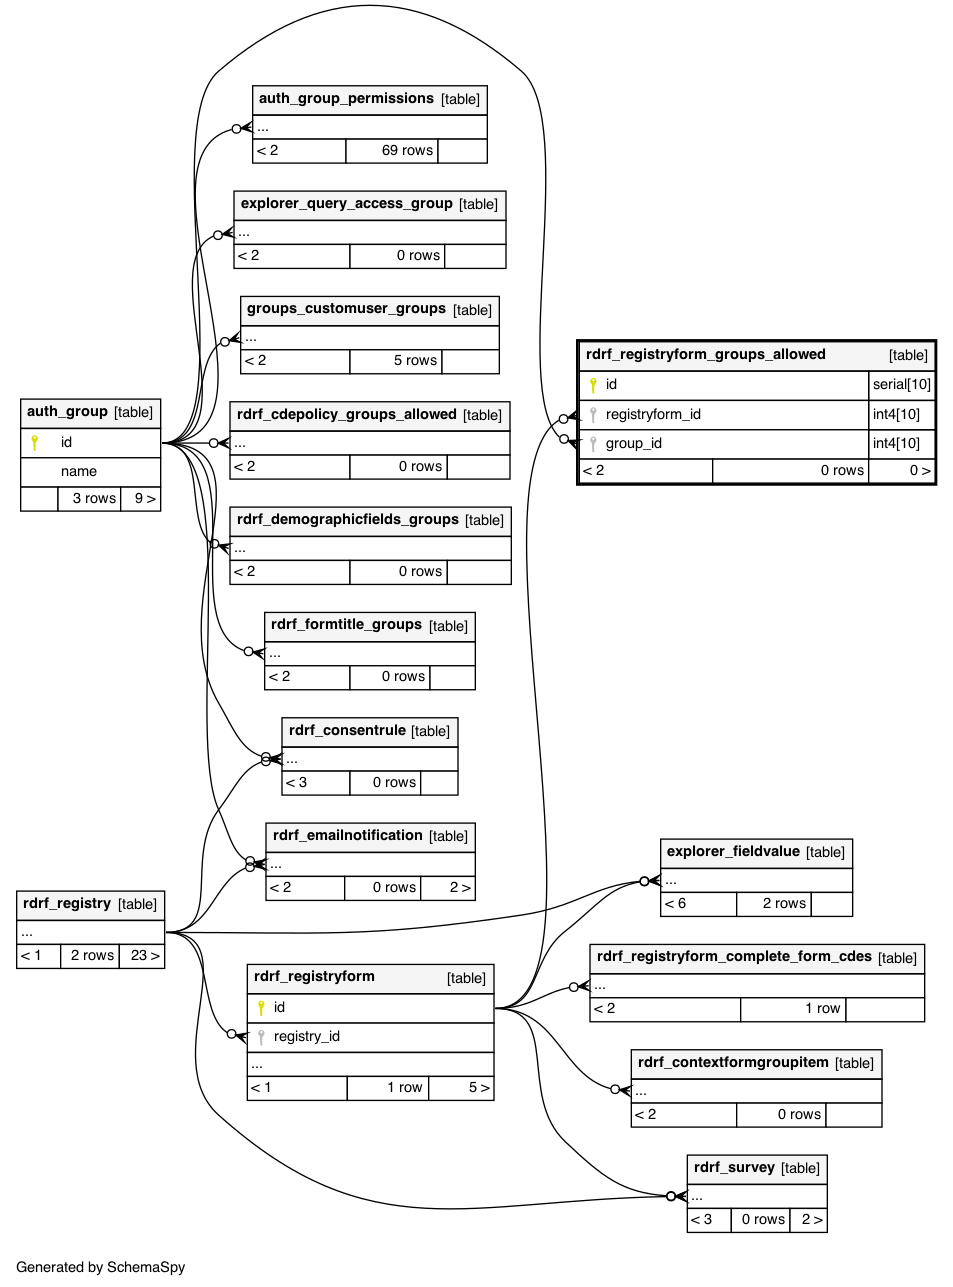 auth_group_permissions [table]
...
< 2 69 rows
explorer_query_access_group [table]
...
< 2 0 rows
groups_customuser_groups [table]
...
< 2 5 rows
rdrf_registryform_groups_allowed [table]
id serial[10]
registryform_id int4[10]
group_id int4[10]
< 2 0 rows 0 >
auth_group [table]
id
name
3 rows 9 >
rdrf_cdepolicy_groups_allowed [table]
...
< 2 0 rows
rdrf_demographicfields_groups [table]
...
< 2 0 rows
rdrf_formtitle_groups [table]
...
< 2 0 rows
rdrf_consentrule [table]
...
< 3 0 rows
rdrf_emailnotification [table]
...
< 2 0 rows 2 >
rdrf_registry [table]
...
< 1 2 rows 23 >
explorer_fieldvalue [table]
...
< 6 2 rows
rdrf_registryform [table]
id
registry_id
...
< 1 1 row 5 >
rdrf_registryform_complete_form_cdes [table]
...
< 2 1 row
rdrf_contextformgroupitem [table]
...
< 2 0 rows
rdrf_survey [table]
...
< 3 0 rows 2 >
Generated by SchemaSpy